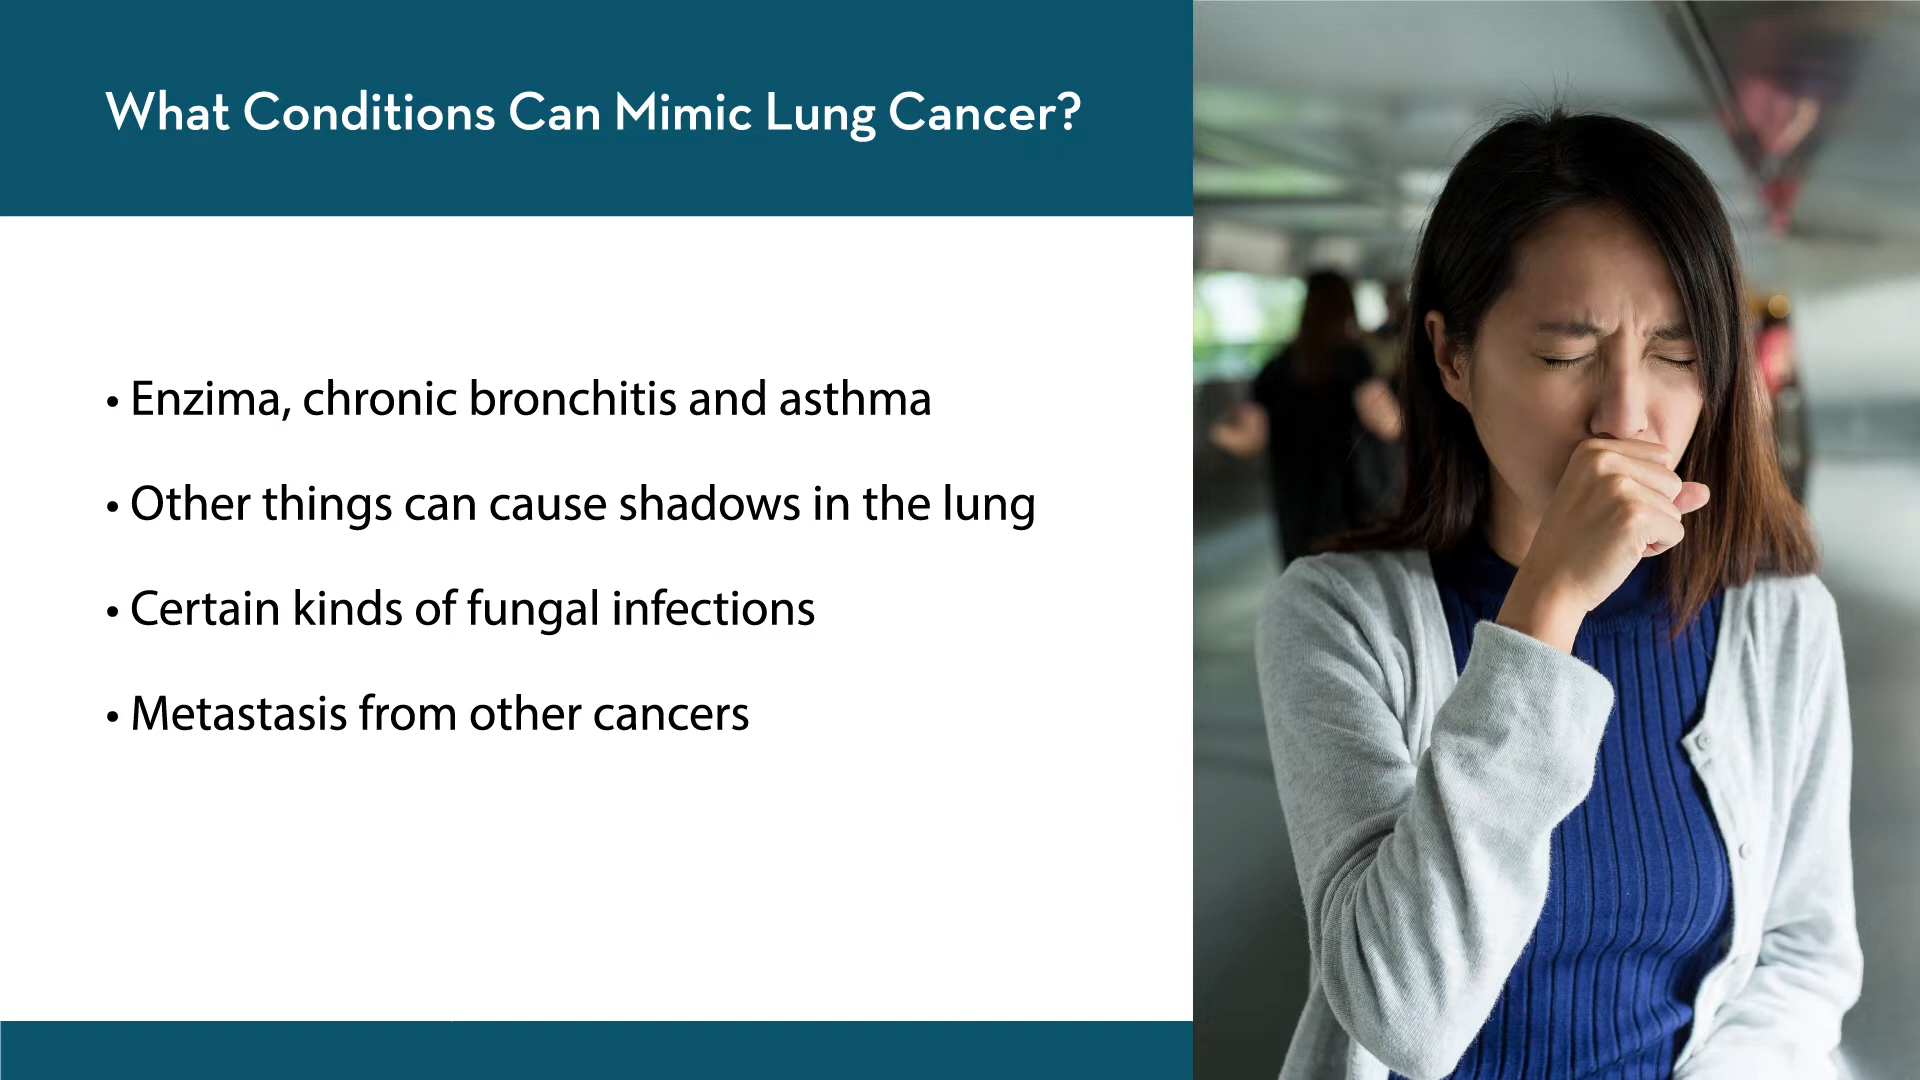 What Conditions Can Mimic Lung Cancer?
• Enzima, chronic bronchitis and asthma
• Other things can cause shadows in the lung
• Certain kinds of fungal infections
• Metastasis from other cancers